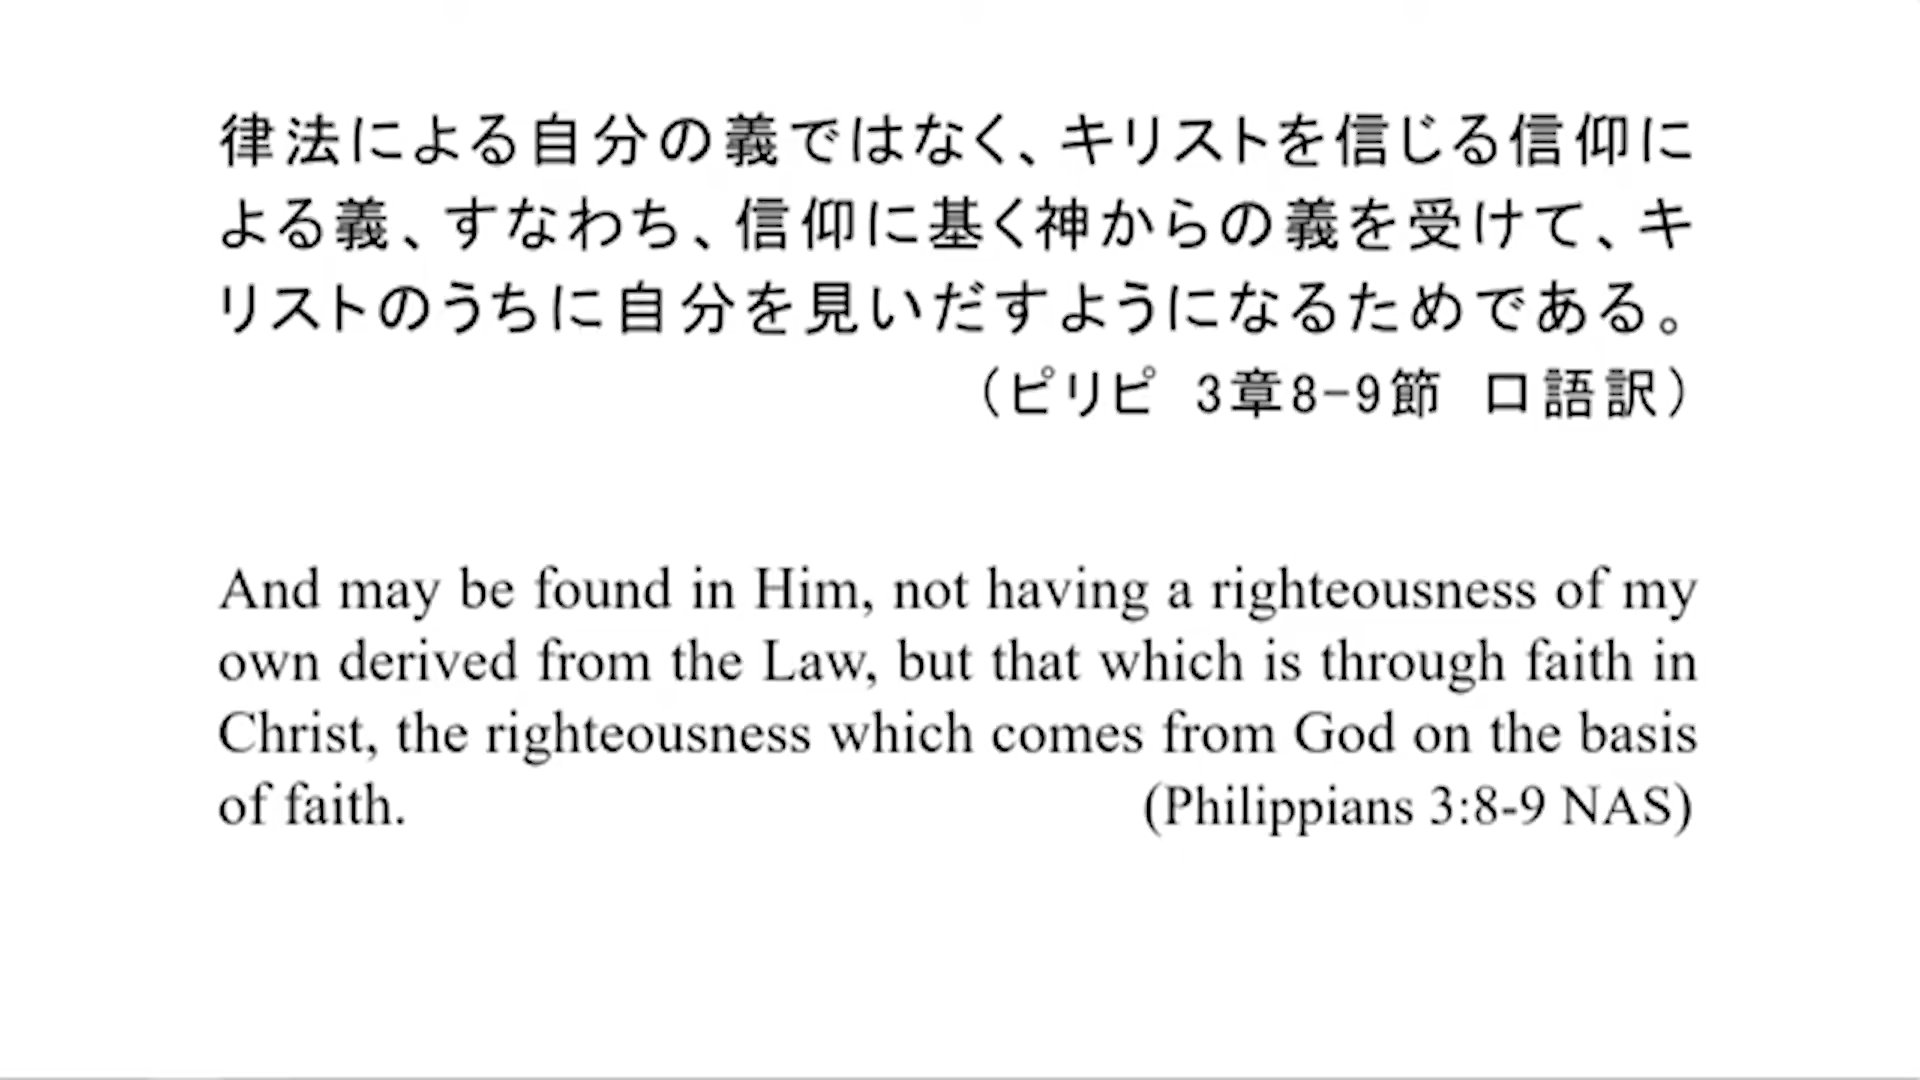 律法による自分の義ではなく、キリストを信じる信仰に
よる義、すなわち、信仰に基く神からの義を受けて、キ
リストのうちに自分を見いだすようになるためである。
（ピリピ 3章8-9節 口語訳）
And may be found in Him, not having a righteousness of my
own derived from the Law, but that which is through faith in
Christ, the righteousness which comes from God on the basis
of faith. (Philippians 3:8-9 NAS)